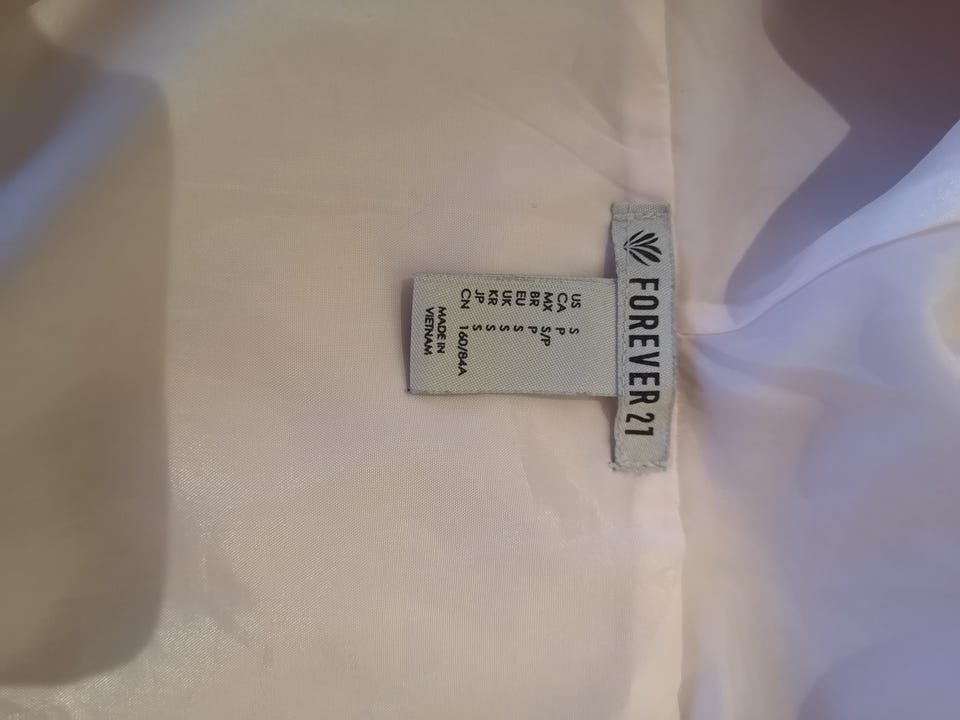 FOREVER 21
US S
CA P
MX S/P
BR P
EU S
UK S
KR S
JP S
CN 160/84A
MADE IN
VIETNAM